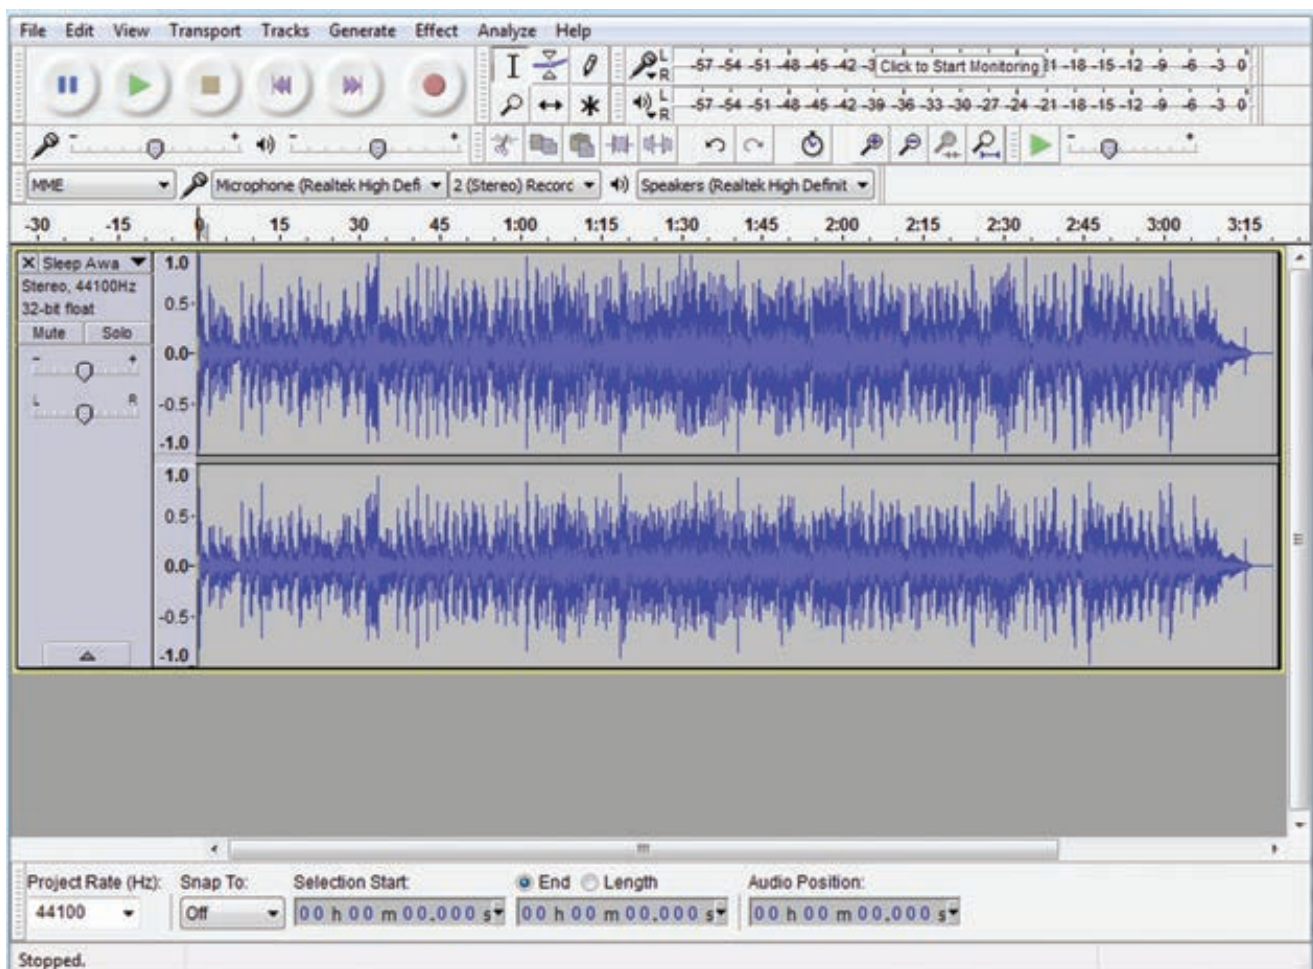 File Edit View Transport Tracks Generate Effect Analyze Help
L -57 -54 -51 -48 -45 -42 -3 Click to Start Monitoring 1 -18 -15 -12 -9 -6 -3 0
R
L -57 -54 -51 -48 -45 -42 -39 -36 -33 -30 -27 -24 -21 -18 -15 -12 -9 -6 -3 0
R
- + - + - +
MME Microphone (Realtek High Defi 2 (Stereo) Recorc Speakers (Realtek High Definit
-30 -15 0 15 30 45 1:00 1:15 1:30 1:45 2:00 2:15 2:30 2:45 3:00 3:15
X Sleep Awa
Stereo, 44100Hz
32-bit float
Mute Solo
- +
L R
1.0
0.5
0.0
-0.5
-1.0
1.0
0.5
0.0
-0.5
-1.0
Project Rate (Hz): Snap To: Selection Start: End Length Audio Position:
44100 Off 00 h 00 m 00.000 s 00 h 00 m 00.000 s 00 h 00 m 00.000 s
Stopped.